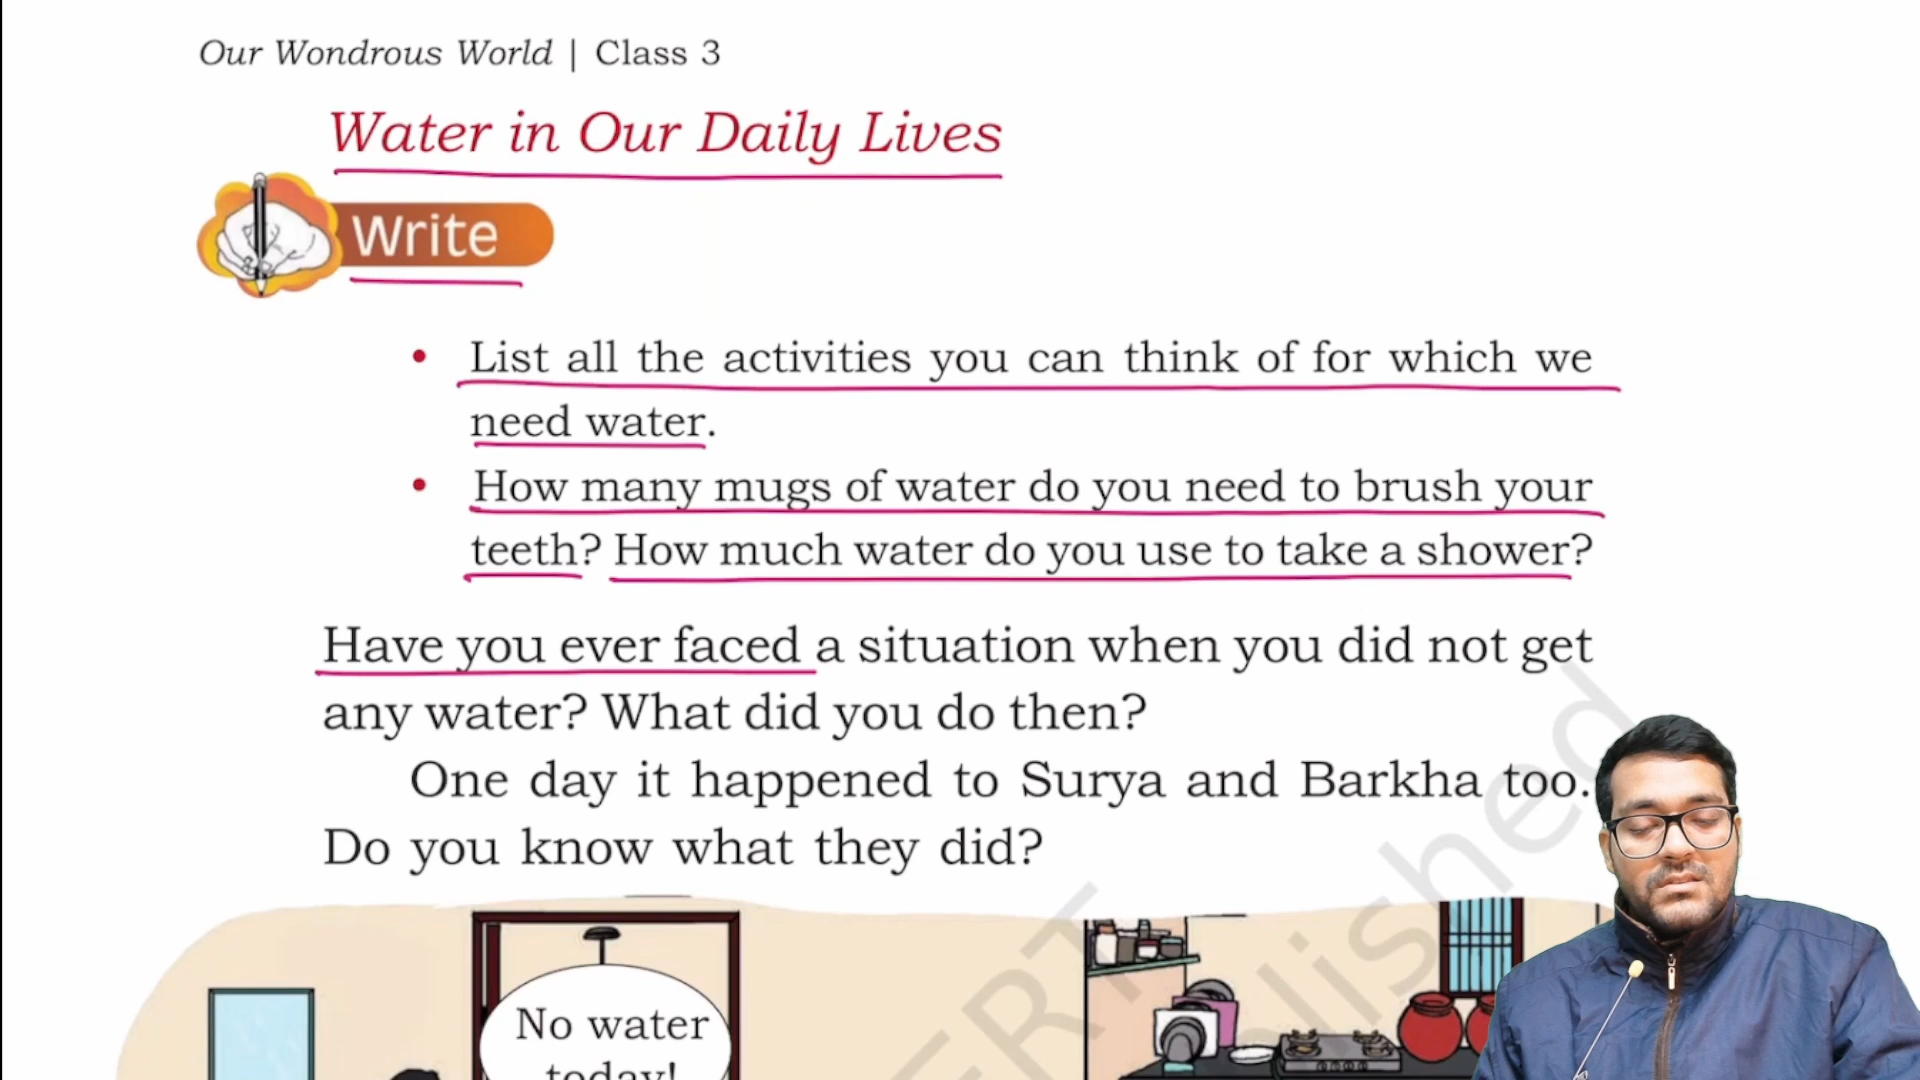 Our Wondrous World | Class 3
Water in Our Daily Lives
Write
• List all the activities you can think of for which we
need water.
• How many mugs of water do you need to brush your
teeth? How much water do you use to take a shower?
Have you ever faced a situation when you did not get
any water? What did you do then?
One day it happened to Surya and Barkha too.
Do you know what they did?
No water
today!